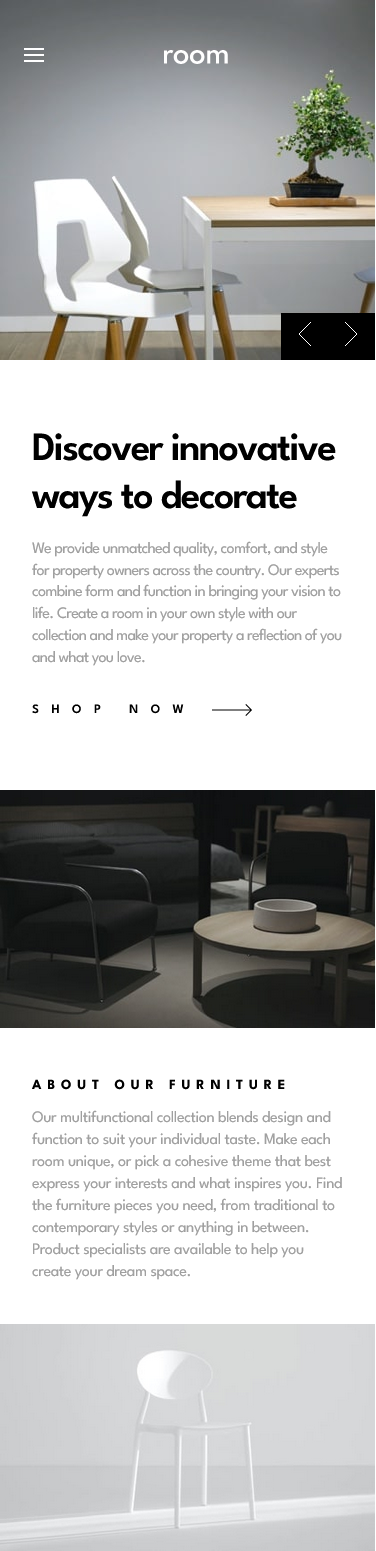 room
Discover innovative
ways to decorate
We provide unmatched quality, comfort, and style
for property owners across the country. Our experts
combine form and function in bringing your vision to
life. Create a room in your own style with our
collection and make your property a reflection of you
and what you love.
SHOP NOW
ABOUT OUR FURNITURE
Our multifunctional collection blends design and
function to suit your individual taste. Make each
room unique, or pick a cohesive theme that best
express your interests and what inspires you. Find
the furniture pieces you need, from traditional to
contemporary styles or anything in between.
Product specialists are available to help you
create your dream space.